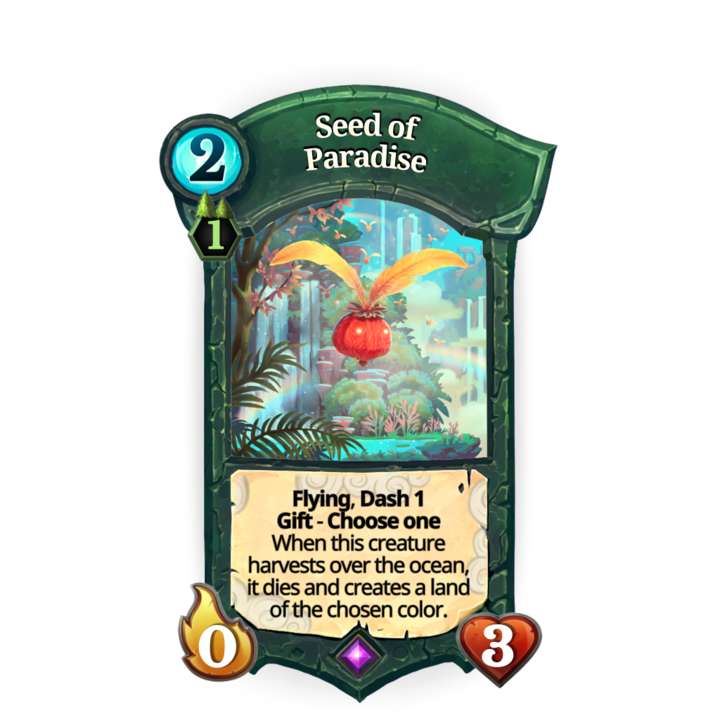 Seed of
Paradise
2
1
Flying, Dash 1
Gift - Choose one
When this creature
harvests over the ocean,
it dies and creates a land
of the chosen color.
0
3